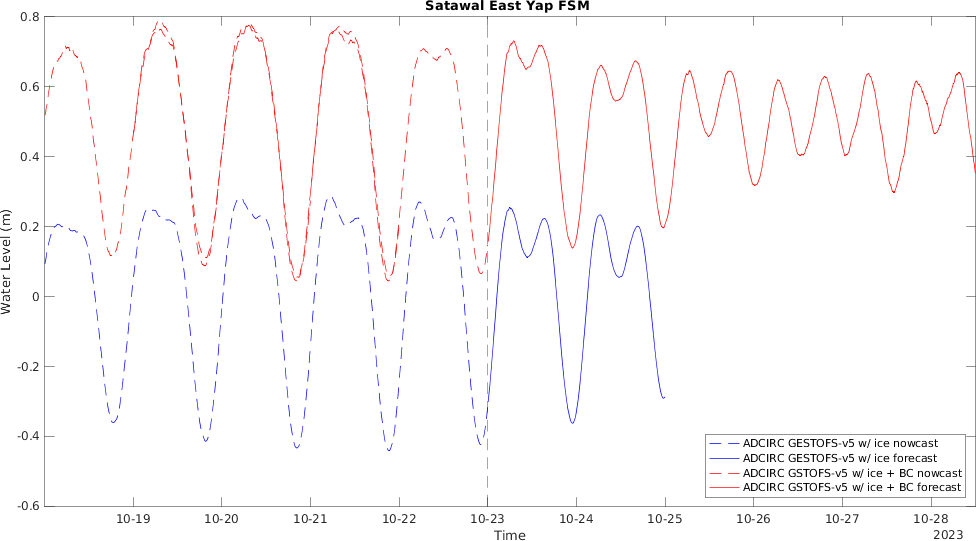 Satawal East Yap FSM
0.8
0.6
0.4
0.2
0
-0.2
-0.4
-0.6
Water Level (m)
ADCIRC GESTOFS-v5 w/ ice nowcast
ADCIRC GESTOFS-v5 w/ ice forecast
ADCIRC GSTOFS-v5 w/ ice + BC nowcast
ADCIRC GSTOFS-v5 w/ ice + BC forecast
10-19 10-20 10-21 10-22 10-23 10-24 10-25 10-26 10-27 10-28
Time 2023